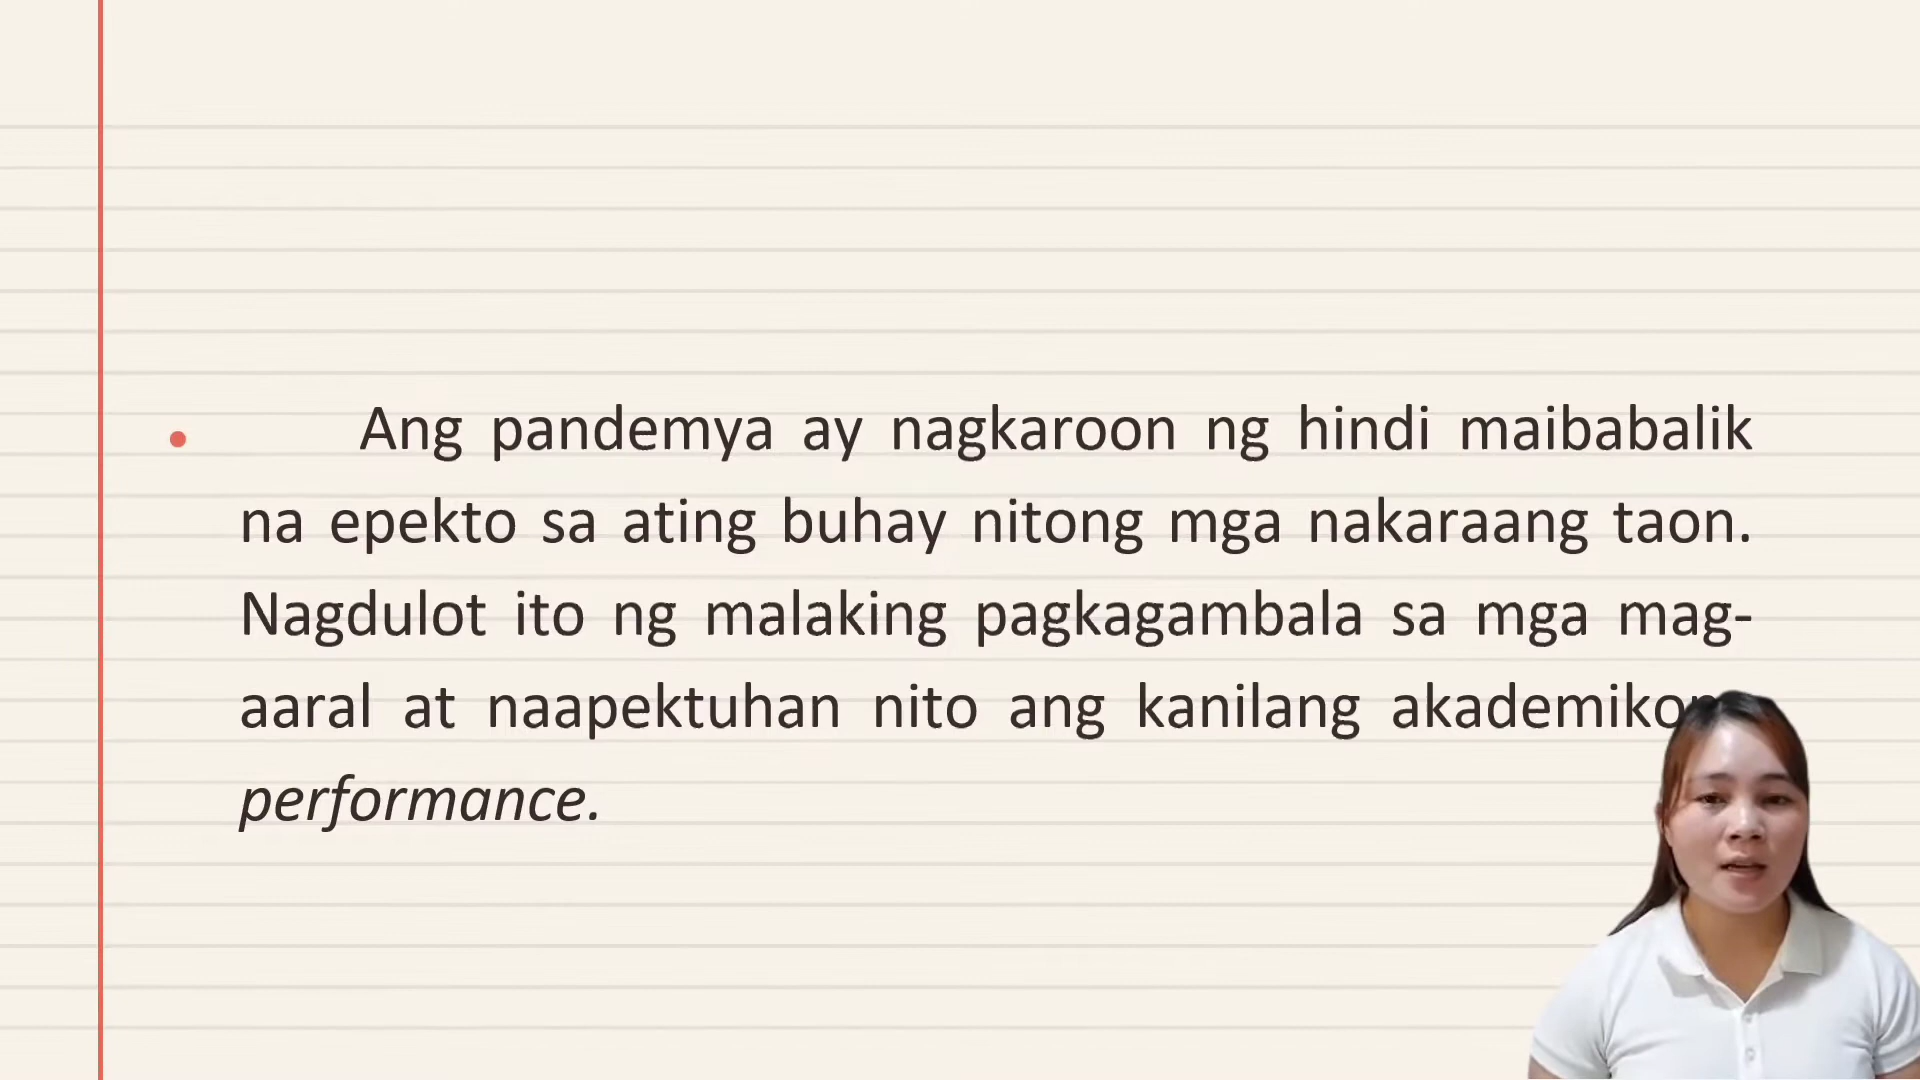 Ang pandemya ay nagkaroon ng hindi maibabalik
na epekto sa ating buhay nitong mga nakaraang taon.
Nagdulot ito ng malaking pagkagambala sa mga mag-
aaral at naapektuhan nito ang kanilang
performance.